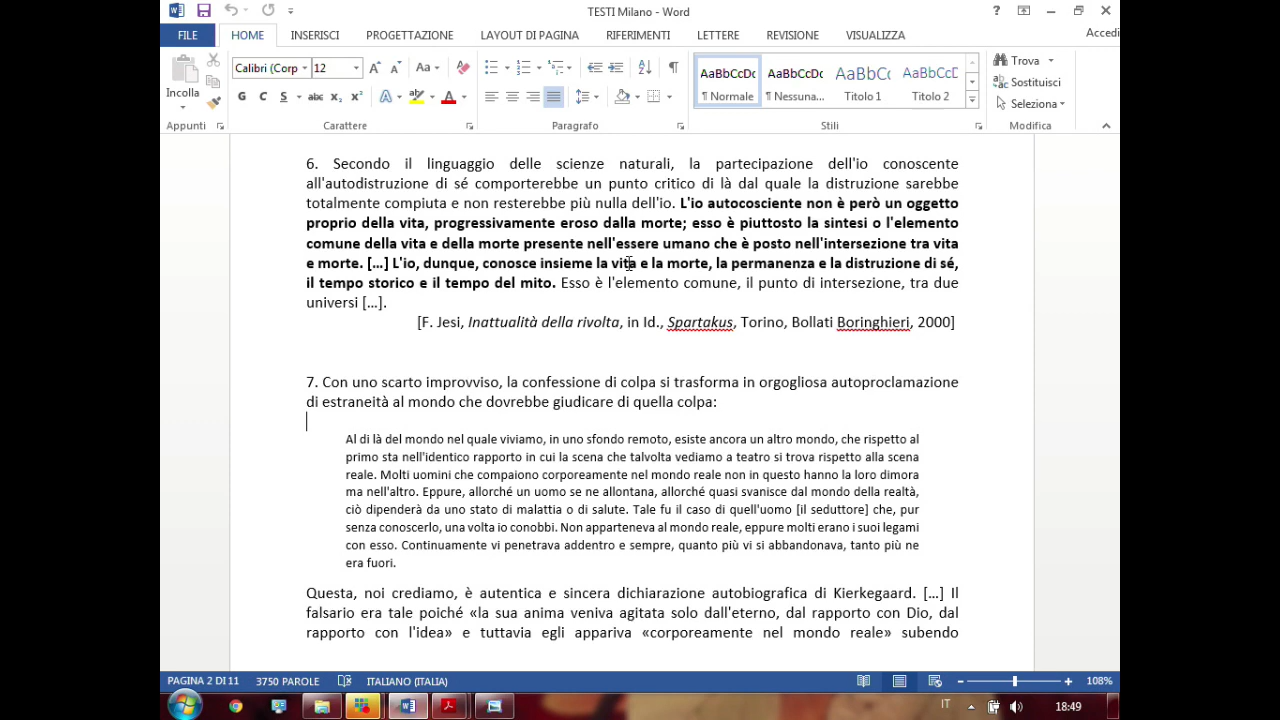 TESTI Milano - Word
FILE HOME INSERISCI PROGETTAZIONE LAYOUT DI PAGINA RIFERIMENTI LETTERE REVISIONE VISUALIZZA Accedi
Incolla
Calibri (Corp 12
AaBbCcDc AaBbCcDc AaBbCc AaBbCcD
¶ Normale ¶ Nessuna... Titolo 1 Titolo 2
Trova
Sostituisci
Seleziona
Appunti Carattere Paragrafo Stili Modifica
6. Secondo il linguaggio delle scienze naturali, la partecipazione dell'io conoscente
all'autodistruzione di sé comporterebbe un punto critico di là dal quale la distruzione sarebbe
totalmente compiuta e non resterebbe più nulla dell'io. L'io autocosciente non è però un oggetto
proprio della vita, progressivamente eroso dalla morte; esso è piuttosto la sintesi o l'elemento
comune della vita e della morte presente nell'essere umano che è posto nell'intersezione tra vita
e morte. [...] L'io, dunque, conosce insieme la vita e la morte, la permanenza e la distruzione di sé,
il tempo storico e il tempo del mito. Esso è l'elemento comune, il punto di intersezione, tra due
universi [...].
[F. Jesi, Inattualità della rivolta, in Id., Spartakus, Torino, Bollati Boringhieri, 2000]
7. Con uno scarto improvviso, la confessione di colpa si trasforma in orgogliosa autoproclamazione
di estraneità al mondo che dovrebbe giudicare di quella colpa:
Al di là del mondo nel quale viviamo, in uno sfondo remoto, esiste ancora un altro mondo, che rispetto al
primo sta nell'identico rapporto in cui la scena che talvolta vediamo a teatro si trova rispetto alla scena
reale. Molti uomini che compaiono corporeamente nel mondo reale non in questo hanno la loro dimora
ma nell'altro. Eppure, allorché un uomo se ne allontana, allorché quasi svanisce dal mondo della realtà,
ciò dipenderà da uno stato di malattia o di salute. Tale fu il caso di quell'uomo [il seduttore] che, pur
senza conoscerlo, una volta io conobbi. Non apparteneva al mondo reale, eppure molti erano i suoi legami
con esso. Continuamente vi penetrava addentro e sempre, quanto più vi si abbandonava, tanto più ne
era fuori.
Questa, noi crediamo, è autentica e sincera dichiarazione autobiografica di Kierkegaard. [...] Il
falsario era tale poiché «la sua anima veniva agitata solo dall'eterno, dal rapporto con Dio, dal
rapporto con l'idea» e tuttavia egli appariva «corporeamente nel mondo reale» subendo
PAGINA 2 DI 11 3750 PAROLE ITALIANO (ITALIA) 108%
IT 18:49